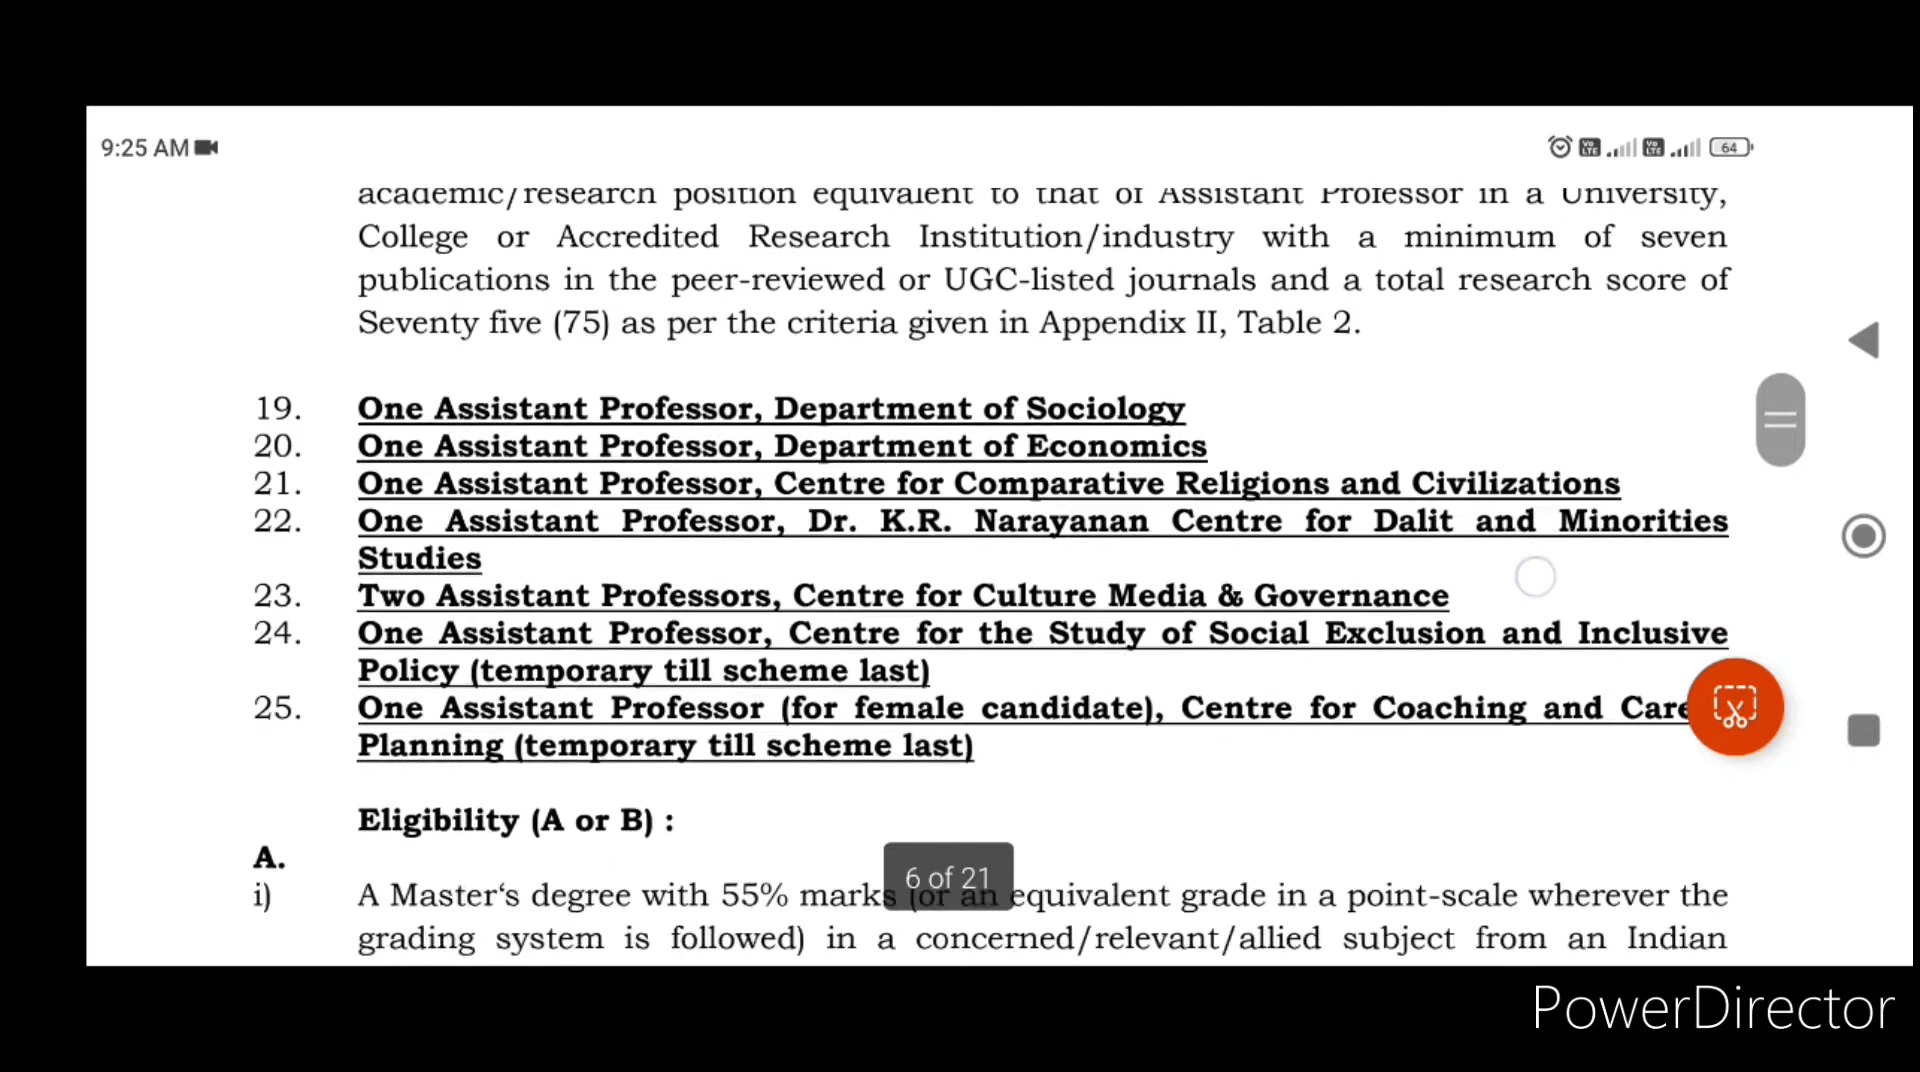 9:25 AM
64
academic/research position equivalent to that of Assistant Professor in a University,
College or Accredited Research Institution/industry with a minimum of seven
publications in the peer-reviewed or UGC-listed journals and a total research score of
Seventy five (75) as per the criteria given in Appendix II, Table 2.
19. One Assistant Professor, Department of Sociology
20. One Assistant Professor, Department of Economics
21. One Assistant Professor, Centre for Comparative Religions and Civilizations
22. One Assistant Professor, Dr. K.R. Narayanan Centre for Dalit and Minorities
Studies
23. Two Assistant Professors, Centre for Culture Media & Governance
24. One Assistant Professor, Centre for the Study of Social Exclusion and Inclusive
Policy (temporary till scheme last)
25. One Assistant Professor (for female candidate), Centre for Coaching and
Planning (temporary till scheme last)
Eligibility (A or B) :
A.
6 of 21
i) A Master‘s degree with 55% marks (or an equivalent grade in a point-scale wherever the
grading system is followed) in a concerned/relevant/allied subject from an Indian
PowerDirector